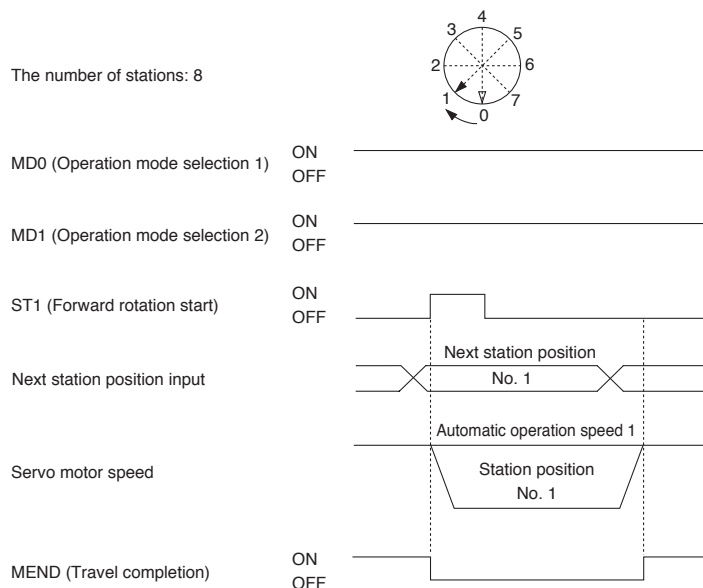 4
3 5
The number of stations: 8
2 6
1 7
0
MD0 (Operation mode selection 1) ON
OFF
MD1 (Operation mode selection 2) ON
OFF
ST1 (Forward rotation start) ON
OFF
Next station position
Next station position input No. 1
Automatic operation speed 1
Servo motor speed Station position
No. 1
MEND (Travel completion) ON
OFF